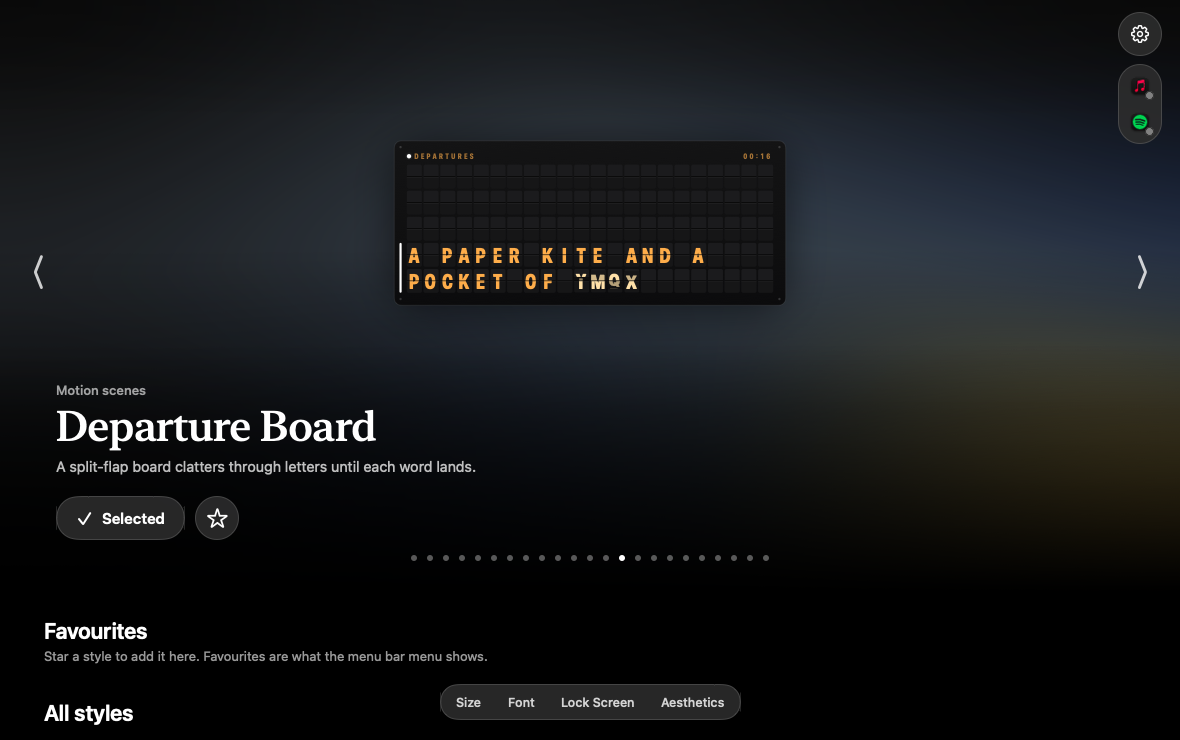 DEPARTURES 00:16
A PAPER KITE AND A
POCKET OF YMQX
Motion scenes
Departure Board
A split-flap board clatters through letters until each word lands.
Selected
Favourites
Star a style to add it here. Favourites are what the menu bar menu shows.
All styles
Size Font Lock Screen Aesthetics